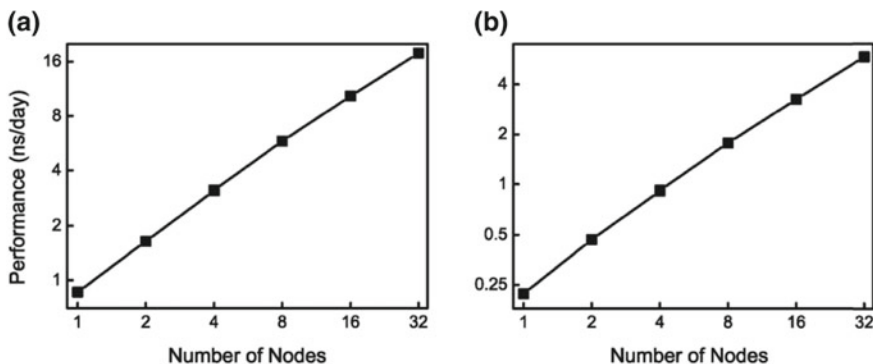 (a)
Performance (ns/day)
16
8
4
2
1
1 2 4 8 16 32
Number of Nodes
(b)
4
2
1
0.5
0.25
1 2 4 8 16 32
Number of Nodes